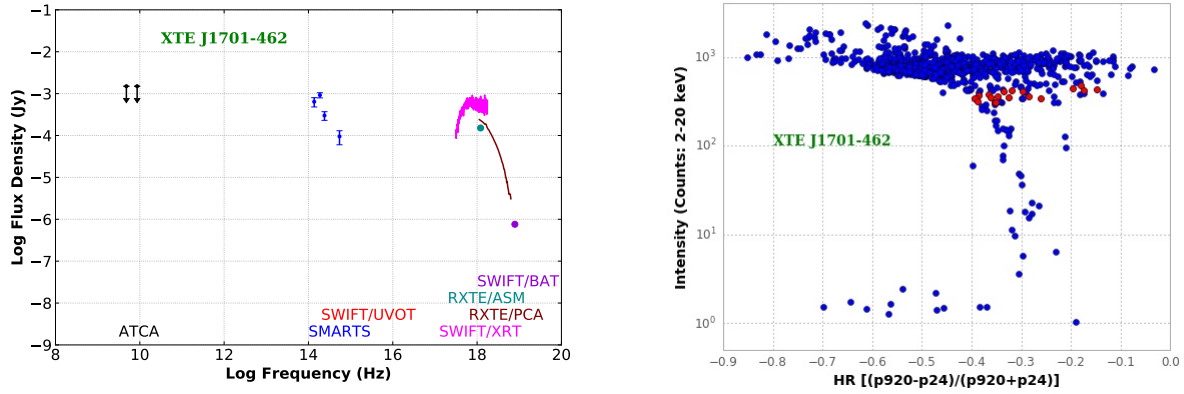 −1
−2
−3
−4
−5
−6
−7
−8
−9
Log Flux Density (Jy)
XTE J1701-462
SWIFT/BAT
RXTE/ASM
SWIFT/UVOT
RXTE/PCA
ATCA
SMARTS
SWIFT/XRT
8 10 12 14 16 18 20
Log Frequency (Hz)
10³
10²
10¹
10⁰
Intensity (Counts: 2-20 keV)
XTE J1701-462
−0.9 −0.8 −0.7 −0.6 −0.5 −0.4 −0.3 −0.2 −0.1 0.0
HR [(p920-p24)/(p920+p24)]